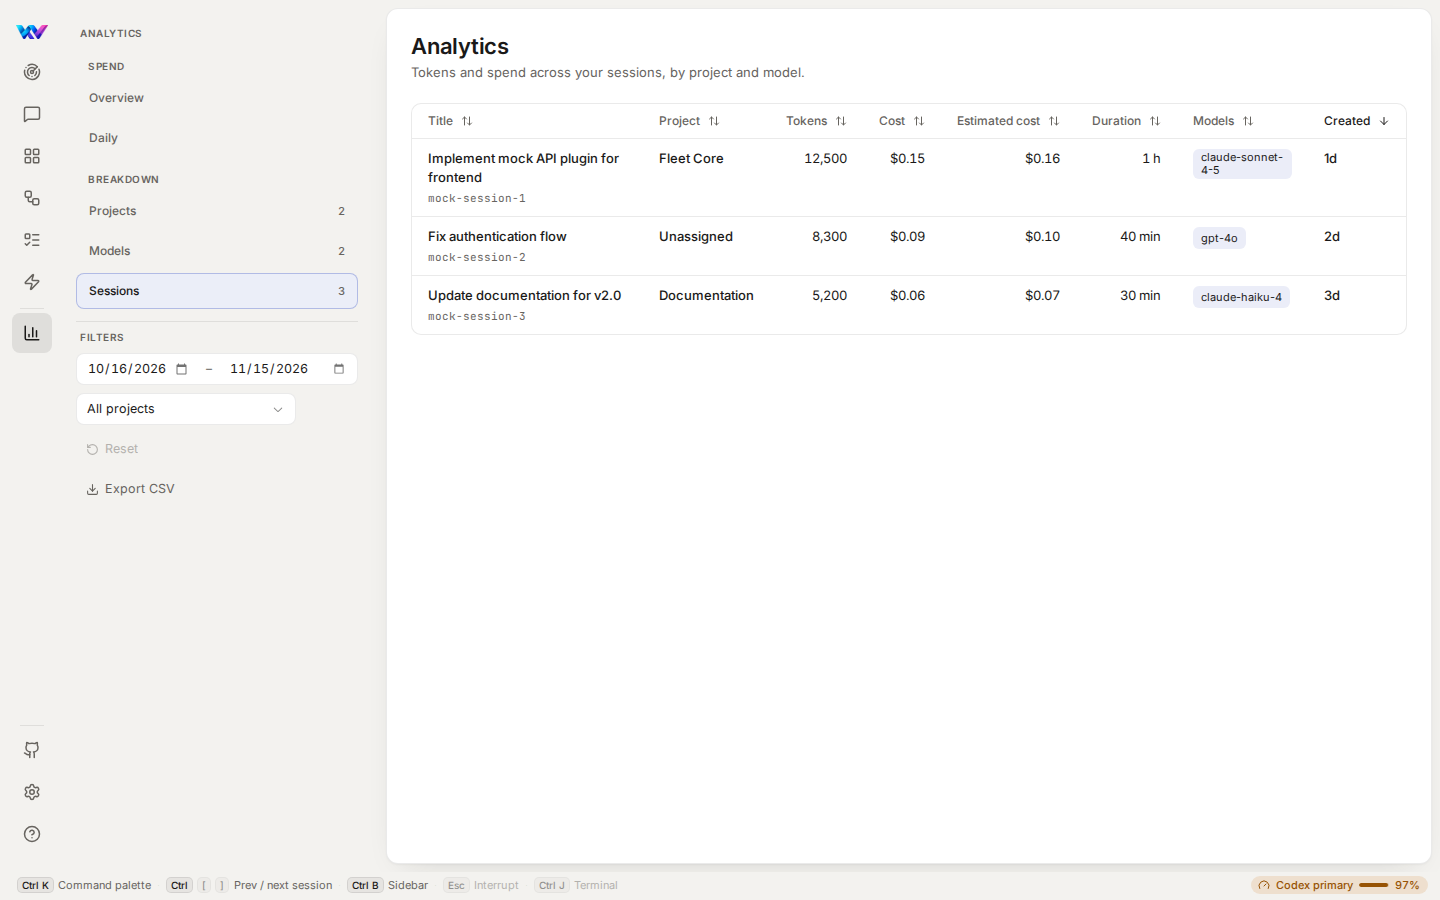 ANALYTICS
SPEND
Overview
Daily
BREAKDOWN
Projects 2
Models 2
Sessions 3
FILTERS
10/16/2026 – 11/15/2026
All projects
Reset
Export CSV
Analytics
Tokens and spend across your sessions, by project and model.
Title Project Tokens Cost Estimated cost Duration Models Created
Implement mock API plugin for frontend Fleet Core 12,500 $0.15 $0.16 1 h claude-sonnet-4-5 1d
mock-session-1
Fix authentication flow Unassigned 8,300 $0.09 $0.10 40 min gpt-4o 2d
mock-session-2
Update documentation for v2.0 Documentation 5,200 $0.06 $0.07 30 min claude-haiku-4 3d
mock-session-3
Ctrl K Command palette Ctrl [ ] Prev / next session Ctrl B Sidebar Esc Interrupt Ctrl J Terminal
Codex primary 97%